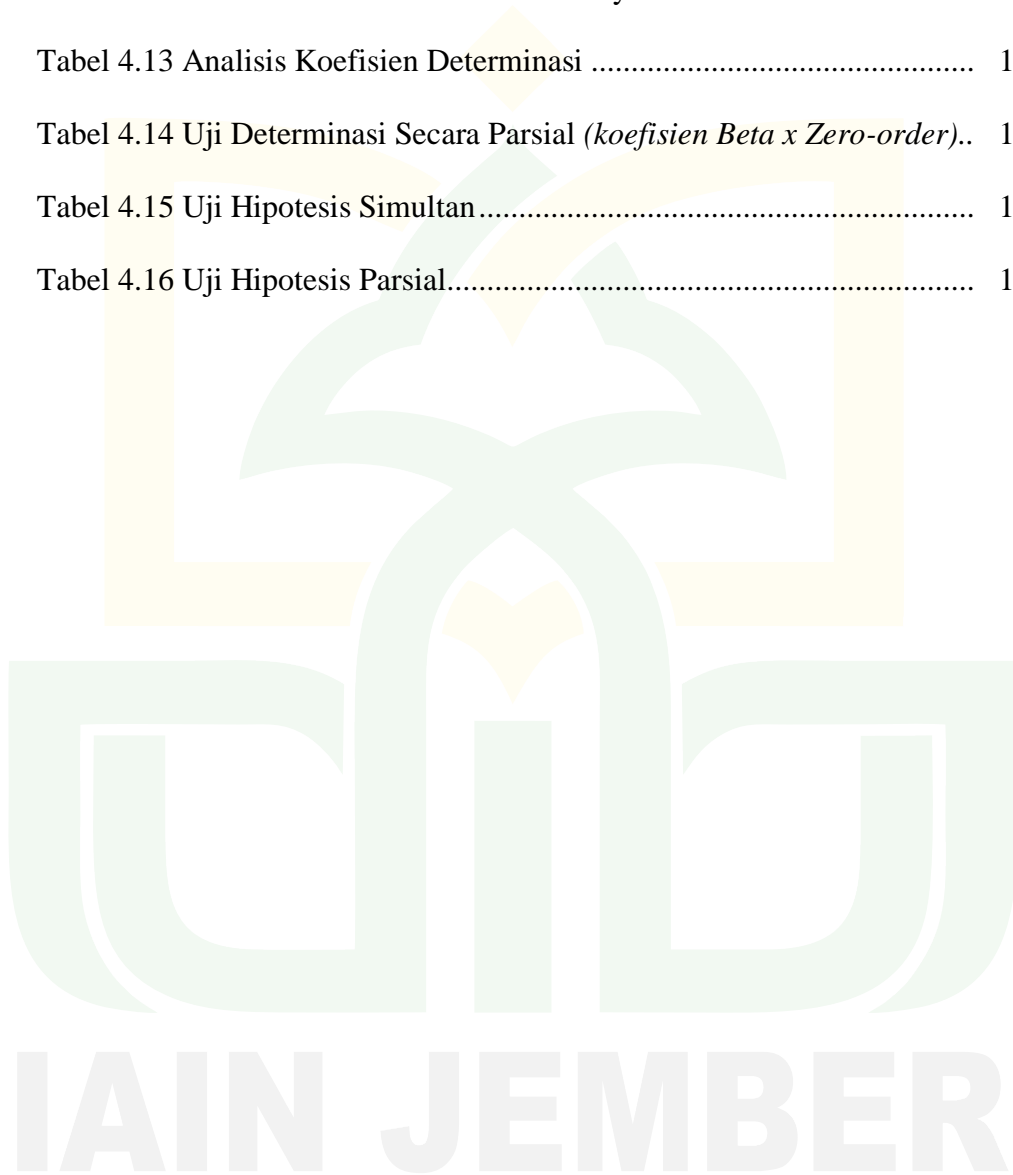 Tabel 4.13 Analisis Koefisien Determinasi ............................................ 1
Tabel 4.14 Uji Determinasi Secara Parsial (koefisien Beta x Zero-order).. 1
Tabel 4.15 Uji Hipotesis Simultan.......................................................... 1
Tabel 4.16 Uji Hipotesis Parsial.............................................................. 1
IAIN JEMBER